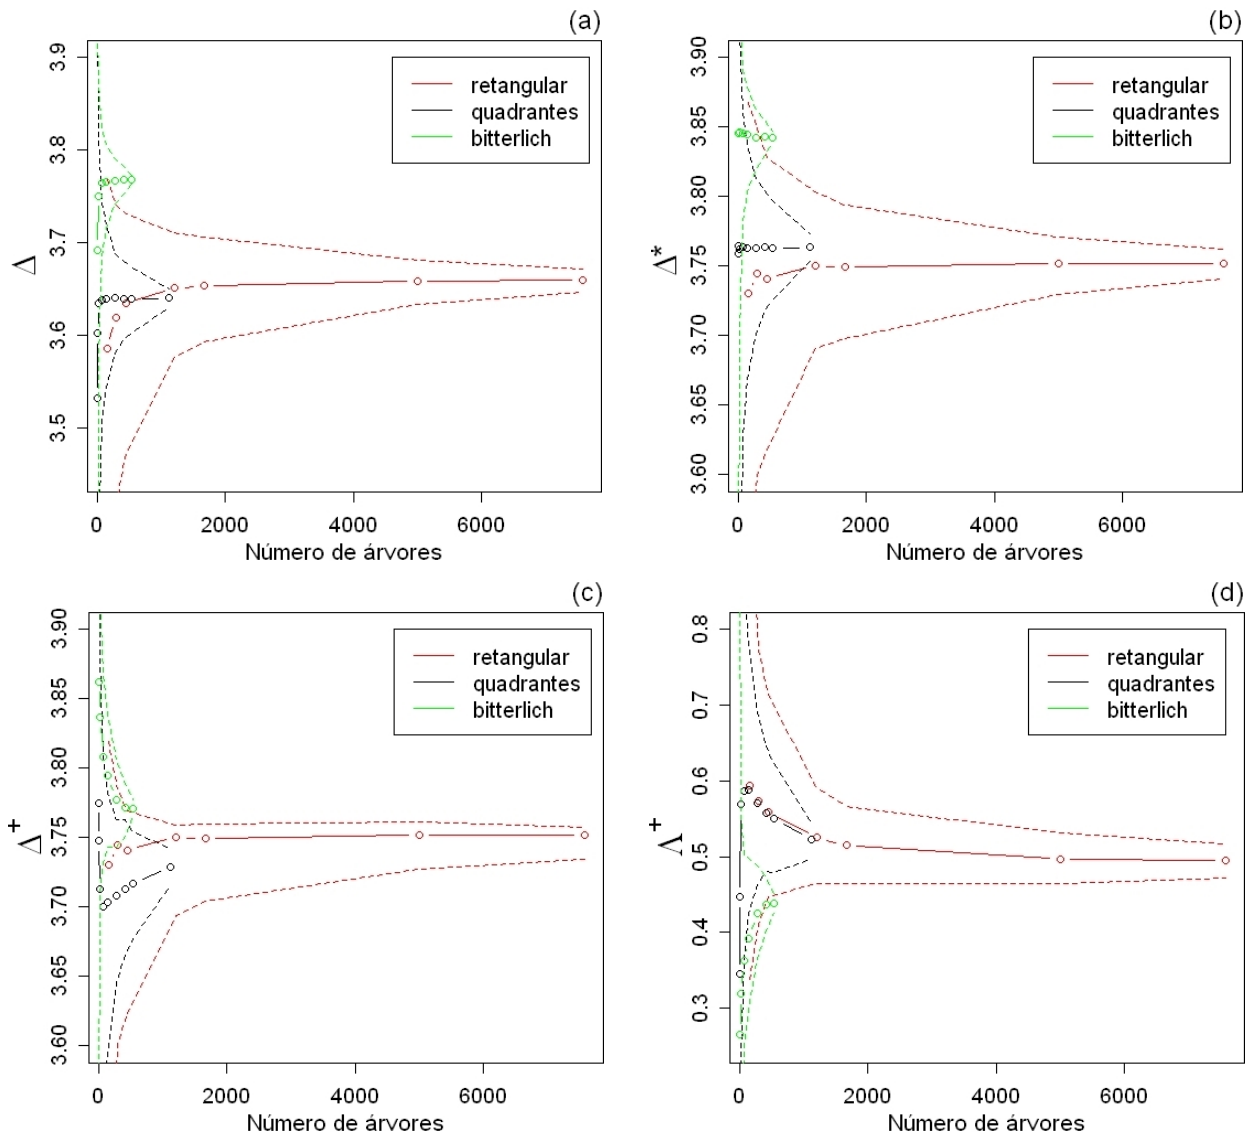 (a)
3.9
3.8
3.7
3.6
3.5
Δ
retangular
quadrantes
bitterlich
0 2000 4000 6000
Número de árvores
(b)
3.90
3.85
3.80
3.75
3.70
3.65
3.60
Δ*
retangular
quadrantes
bitterlich
0 2000 4000 6000
Número de árvores
(c)
3.90
3.85
3.80
3.75
3.70
3.65
3.60
Δ+
retangular
quadrantes
bitterlich
0 2000 4000 6000
Número de árvores
(d)
0.8
0.7
0.6
0.5
0.4
0.3
Λ+
retangular
quadrantes
bitterlich
0 2000 4000 6000
Número de árvores